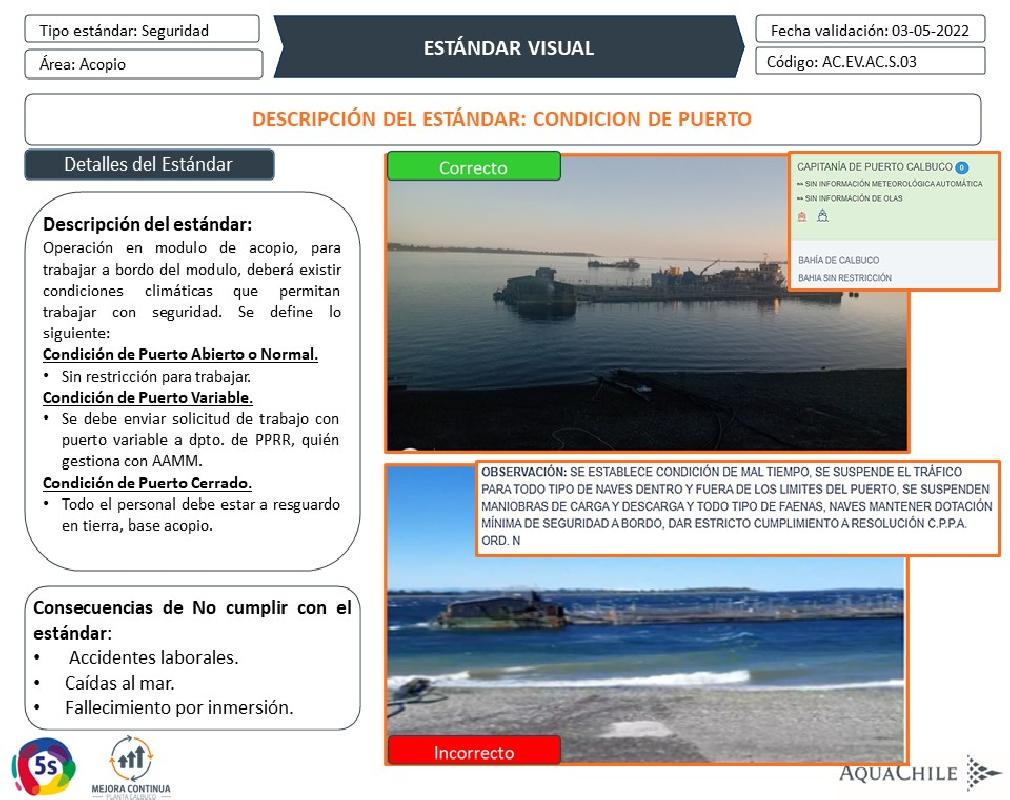 Tipo estándar: Seguridad
Área: Acopio
ESTÁNDAR VISUAL
Fecha validación: 03-05-2022
Código: AC.EV.AC.S.03
DESCRIPCIÓN DEL ESTÁNDAR: CONDICION DE PUERTO
Detalles del Estándar
Descripción del estándar:
Operación en modulo de acopio, para
trabajar a bordo del modulo, deberá existir
condiciones climáticas que permitan
trabajar con seguridad. Se define lo
siguiente:
Condición de Puerto Abierto o Normal.
• Sin restricción para trabajar.
Condición de Puerto Variable.
• Se debe enviar solicitud de trabajo con
puerto variable a dpto. de PPRR, quién
gestiona con AAMM.
Condición de Puerto Cerrado.
• Todo el personal debe estar a resguardo
en tierra, base acopio.
Consecuencias de No cumplir con el
estándar:
• Accidentes laborales.
• Caídas al mar.
• Fallecimiento por inmersión.
Correcto
CAPITANÍA DE PUERTO CALBUCO 0
SIN INFORMACIÓN METEOROLÓGICA AUTOMÁTICA
SIN INFORMACIÓN DE OLAS
BAHÍA DE CALBUCO
BAHIA SIN RESTRICCIÓN
OBSERVACIÓN: SE ESTABLECE CONDICIÓN DE MAL TIEMPO, SE SUSPENDE EL TRÁFICO
PARA TODO TIPO DE NAVES DENTRO Y FUERA DE LOS LIMITES DEL PUERTO, SE SUSPENDEN
MANIOBRAS DE CARGA Y DESCARGA Y TODO TIPO DE FAENAS, NAVES MANTENER DOTACIÓN
MÍNIMA DE SEGURIDAD A BORDO, DAR ESTRICTO CUMPLIMIENTO A RESOLUCIÓN C.P.P.A.
ORD. N
Incorrecto
5s
MEJORA CONTINUA
PLANTA CALBUCO
AQUACHILE